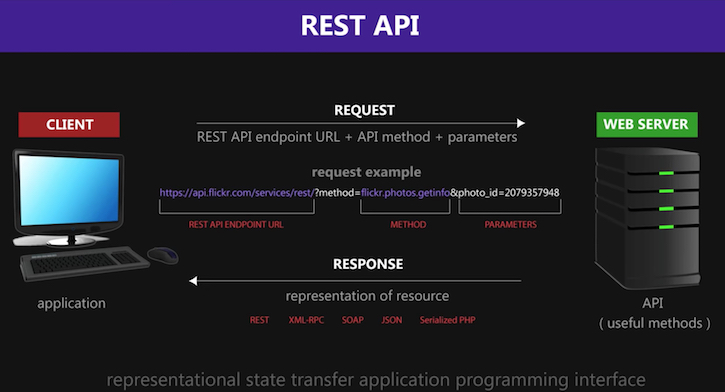 REST API
CLIENT
REQUEST
WEB SERVER
REST API endpoint URL + API method + parameters
request example
https://api.flickr.com/services/rest/?method=flickr.photos.getinfo&photo_id=2079357948
REST API ENDPOINT URL
METHOD
PARAMETERS
RESPONSE
representation of resource
REST XML-RPC SOAP JSON Serialized PHP
application
API
( useful methods )
representational state transfer application programming interface